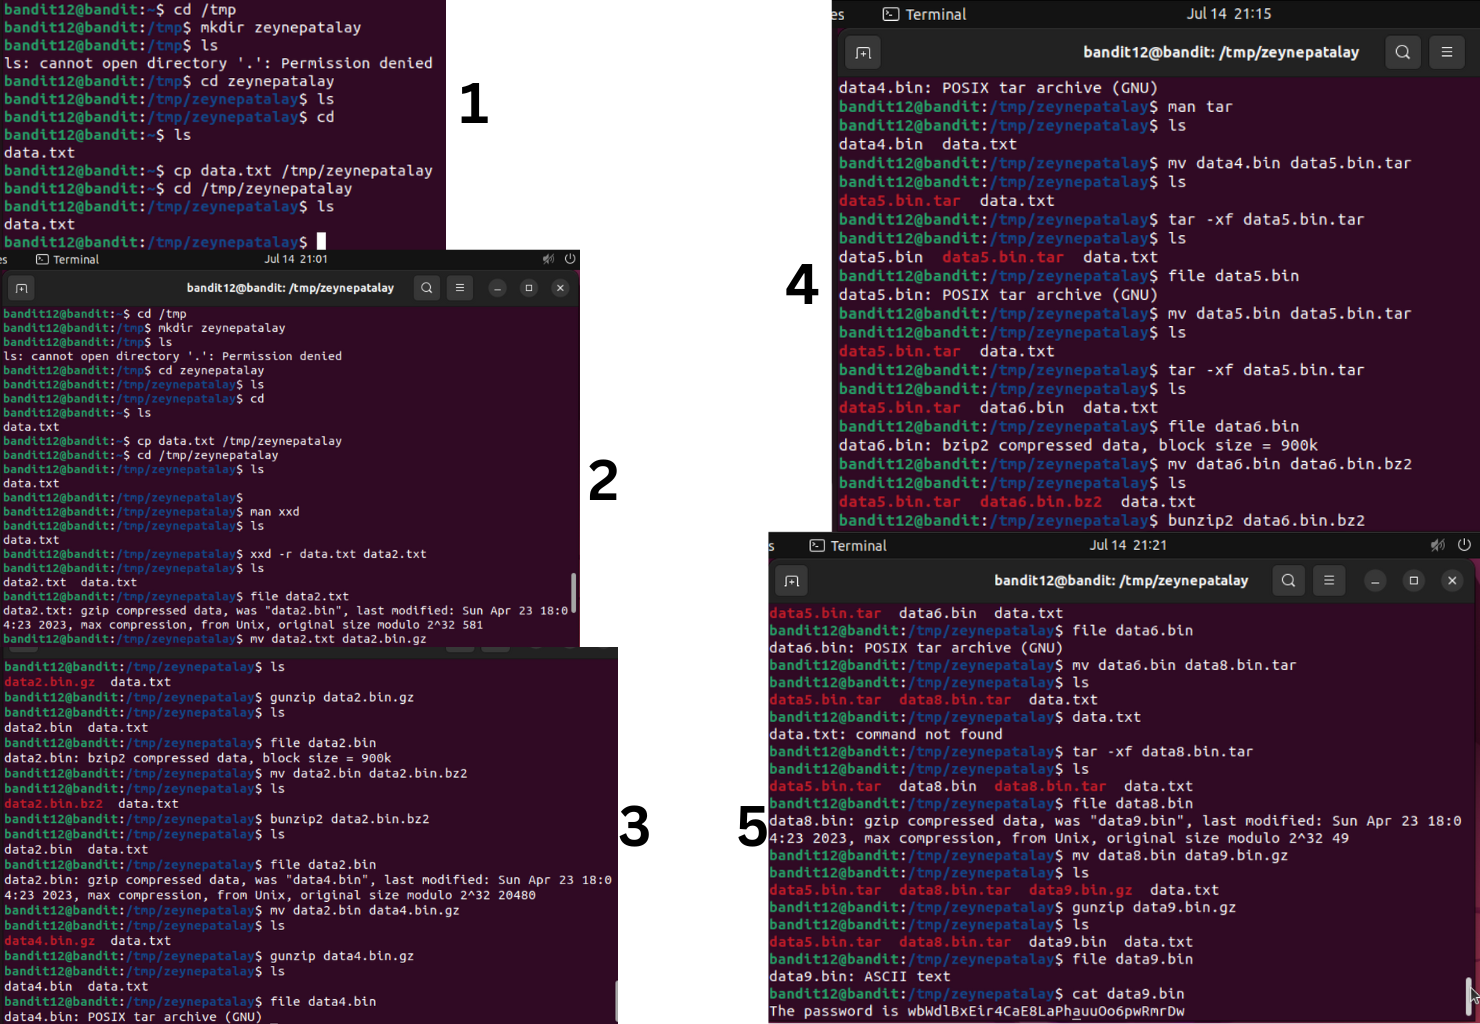 bandit12@bandit:~$ cd /tmp
bandit12@bandit:/tmp$ mkdir zeynepatalay
bandit12@bandit:/tmp$ ls
ls: cannot open directory '.': Permission denied
bandit12@bandit:/tmp$ cd zeynepatalay
bandit12@bandit:/tmp/zeynepatalay$ ls
bandit12@bandit:/tmp/zeynepatalay$ cd
bandit12@bandit:~$ ls
data.txt
bandit12@bandit:~$ cp data.txt /tmp/zeynepatalay
bandit12@bandit:~$ cd /tmp/zeynepatalay
bandit12@bandit:/tmp/zeynepatalay$ ls
data.txt
bandit12@bandit:/tmp/zeynepatalay$
1
es Terminal Jul 14 21:01
bandit12@bandit: /tmp/zeynepatalay
bandit12@bandit:~$ cd /tmp
bandit12@bandit:/tmp$ mkdir zeynepatalay
bandit12@bandit:/tmp$ ls
ls: cannot open directory '.': Permission denied
bandit12@bandit:/tmp$ cd zeynepatalay
bandit12@bandit:/tmp/zeynepatalay$ ls
bandit12@bandit:/tmp/zeynepatalay$ cd
bandit12@bandit:~$ ls
data.txt
bandit12@bandit:~$ cp data.txt /tmp/zeynepatalay
bandit12@bandit:~$ cd /tmp/zeynepatalay
bandit12@bandit:/tmp/zeynepatalay$ ls
data.txt
bandit12@bandit:/tmp/zeynepatalay$
bandit12@bandit:/tmp/zeynepatalay$ man xxd
bandit12@bandit:/tmp/zeynepatalay$ ls
data.txt
bandit12@bandit:/tmp/zeynepatalay$ xxd -r data.txt data2.txt
bandit12@bandit:/tmp/zeynepatalay$ ls
data2.txt  data.txt
bandit12@bandit:/tmp/zeynepatalay$ file data2.txt
data2.txt: gzip compressed data, was "data2.bin", last modified: Sun Apr 23 18:0
4:23 2023, max compression, from Unix, original size modulo 2^32 581
bandit12@bandit:/tmp/zeynepatalay$ mv data2.txt data2.bin.gz
2
bandit12@bandit:/tmp/zeynepatalay$ ls
data2.bin.gz  data.txt
bandit12@bandit:/tmp/zeynepatalay$ gunzip data2.bin.gz
bandit12@bandit:/tmp/zeynepatalay$ ls
data2.bin  data.txt
bandit12@bandit:/tmp/zeynepatalay$ file data2.bin
data2.bin: bzip2 compressed data, block size = 900k
bandit12@bandit:/tmp/zeynepatalay$ mv data2.bin data2.bin.bz2
bandit12@bandit:/tmp/zeynepatalay$ ls
data2.bin.bz2  data.txt
bandit12@bandit:/tmp/zeynepatalay$ bunzip2 data2.bin.bz2
bandit12@bandit:/tmp/zeynepatalay$ ls
data2.bin  data.txt
bandit12@bandit:/tmp/zeynepatalay$ file data2.bin
data2.bin: gzip compressed data, was "data4.bin", last modified: Sun Apr 23 18:0
4:23 2023, max compression, from Unix, original size modulo 2^32 20480
bandit12@bandit:/tmp/zeynepatalay$ mv data2.bin data4.bin.gz
bandit12@bandit:/tmp/zeynepatalay$ ls
data4.bin.gz  data.txt
bandit12@bandit:/tmp/zeynepatalay$ gunzip data4.bin.gz
bandit12@bandit:/tmp/zeynepatalay$ ls
data4.bin  data.txt
bandit12@bandit:/tmp/zeynepatalay$ file data4.bin
data4.bin: POSIX tar archive (GNU)
3
es Terminal Jul 14 21:15
bandit12@bandit: /tmp/zeynepatalay
data4.bin: POSIX tar archive (GNU)
bandit12@bandit:/tmp/zeynepatalay$ man tar
bandit12@bandit:/tmp/zeynepatalay$ ls
data4.bin  data.txt
bandit12@bandit:/tmp/zeynepatalay$ mv data4.bin data5.bin.tar
bandit12@bandit:/tmp/zeynepatalay$ ls
data5.bin.tar  data.txt
bandit12@bandit:/tmp/zeynepatalay$ tar -xf data5.bin.tar
bandit12@bandit:/tmp/zeynepatalay$ ls
data5.bin  data5.bin.tar  data.txt
bandit12@bandit:/tmp/zeynepatalay$ file data5.bin
data5.bin: POSIX tar archive (GNU)
bandit12@bandit:/tmp/zeynepatalay$ mv data5.bin data5.bin.tar
bandit12@bandit:/tmp/zeynepatalay$ ls
data5.bin.tar  data.txt
bandit12@bandit:/tmp/zeynepatalay$ tar -xf data5.bin.tar
bandit12@bandit:/tmp/zeynepatalay$ ls
data5.bin.tar  data6.bin  data.txt
bandit12@bandit:/tmp/zeynepatalay$ file data6.bin
data6.bin: bzip2 compressed data, block size = 900k
bandit12@bandit:/tmp/zeynepatalay$ mv data6.bin data6.bin.bz2
bandit12@bandit:/tmp/zeynepatalay$ ls
data5.bin.tar  data6.bin.bz2  data.txt
bandit12@bandit:/tmp/zeynepatalay$ bunzip2 data6.bin.bz2
4
s Terminal Jul 14 21:21
bandit12@bandit: /tmp/zeynepatalay
data5.bin.tar  data6.bin  data.txt
bandit12@bandit:/tmp/zeynepatalay$ file data6.bin
data6.bin: POSIX tar archive (GNU)
bandit12@bandit:/tmp/zeynepatalay$ mv data6.bin data8.bin.tar
bandit12@bandit:/tmp/zeynepatalay$ ls
data5.bin.tar  data8.bin.tar  data.txt
bandit12@bandit:/tmp/zeynepatalay$ data.txt
data.txt: command not found
bandit12@bandit:/tmp/zeynepatalay$ tar -xf data8.bin.tar
bandit12@bandit:/tmp/zeynepatalay$ ls
data5.bin.tar  data8.bin  data8.bin.tar  data.txt
bandit12@bandit:/tmp/zeynepatalay$ file data8.bin
data8.bin: gzip compressed data, was "data9.bin", last modified: Sun Apr 23 18:0
4:23 2023, max compression, from Unix, original size modulo 2^32 49
bandit12@bandit:/tmp/zeynepatalay$ mv data8.bin data9.bin.gz
bandit12@bandit:/tmp/zeynepatalay$ ls
data5.bin.tar  data8.bin.tar  data9.bin.gz  data.txt
bandit12@bandit:/tmp/zeynepatalay$ gunzip data9.bin.gz
bandit12@bandit:/tmp/zeynepatalay$ ls
data5.bin.tar  data8.bin.tar  data9.bin  data.txt
bandit12@bandit:/tmp/zeynepatalay$ file data9.bin
data9.bin: ASCII text
bandit12@bandit:/tmp/zeynepatalay$ cat data9.bin
The password is wbWdlBxEir4CaE8LaPhauuOo6pwRmrDw
5